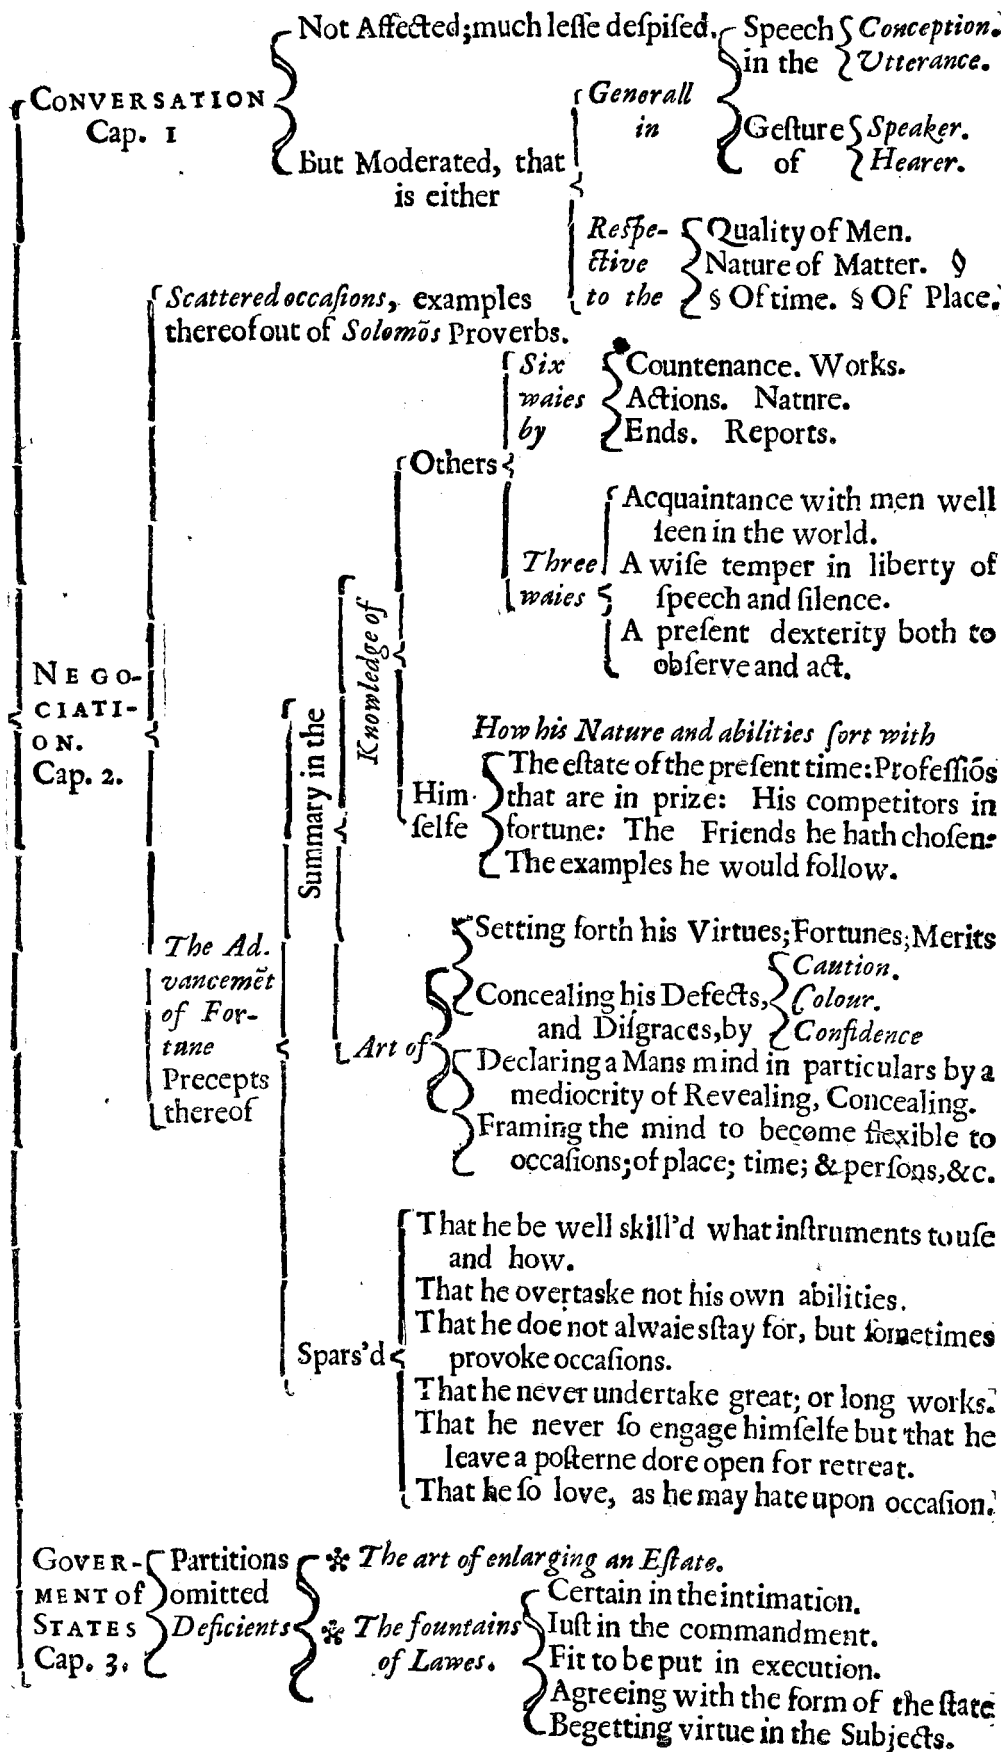 Not Affected; much leſſe deſpiſed.
CONVERSATION
Cap. 1
But Moderated, that
is either
Generall
in
Speech
in the
Conception.
Utterance.
Geſture
of
Speaker.
Hearer.
Reſpe-
ctive
to the
Quality of Men.
Nature of Matter. §
§ Of time. § Of Place.
NEGO-
CIATI-
ON.
Cap. 2.
Scattered occaſions, examples
thereof out of Solomõs Proverbs.
The Ad.
vancemẽt
of For-
tune
Precepts
thereof
Summary in the
Knowledge of
Others
Six
waies
by
Countenance. Works.
Actions. Natnre.
Ends. Reports.
Three
waies
Acquaintance with men well
ſeen in the world.
A wiſe temper in liberty of
ſpeech and ſilence.
A preſent dexterity both to
obſerve and act.
Him-
ſelfe
How his Nature and abilities ſort with
The eſtate of the preſent time: Profeſſiõs
that are in prize: His competitors in
fortune: The Friends he hath choſen:
The examples he would follow.
Art of
Setting forth his Virtues; Fortunes; Merits
Concealing his Defects,
and Diſgraces, by
Caution.
Colour.
Confidence
Declaring a Mans mind in particulars by a
mediocrity of Revealing, Concealing.
Framing the mind to become flexible to
occaſions; of place; time; & perſons, &c.
Spars'd
That he be well skill'd what inſtruments to uſe
and how.
That he overtaske not his own abilities.
That he doe not alwaie sſtay for, but ſometimes
provoke occaſions.
That he never undertake great; or long works.
That he never ſo engage himſelfe but that he
leave a poſterne dore open for retreat.
That he ſo love, as he may hate upon occaſion.
GOVER-
MENT of
STATES
Cap. 3.
Partitions
omitted
Deficients
* The art of enlarging an Eſtate.
* The fountains
of Lawes.
Certain in the intimation.
Iuſt in the commandment.
Fit to be put in execution.
Agreeing with the form of the ſtate
Begetting virtue in the Subjects.